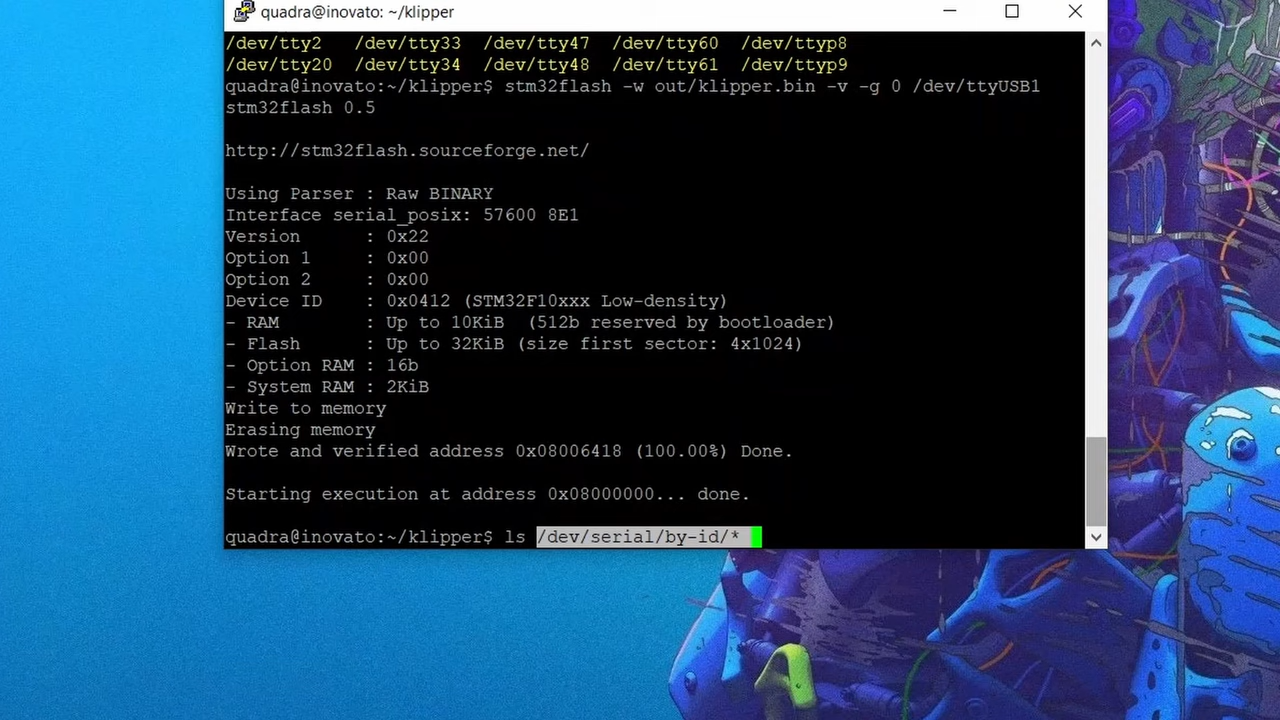 quadra@inovato: ~/klipper
/dev/tty2 /dev/tty33 /dev/tty47 /dev/tty60 /dev/ttyp8
/dev/tty20 /dev/tty34 /dev/tty48 /dev/tty61 /dev/ttyp9
quadra@inovato:~/klipper$ stm32flash -w out/klipper.bin -v -g 0 /dev/ttyUSB1
stm32flash 0.5
http://stm32flash.sourceforge.net/
Using Parser : Raw BINARY
Interface serial_posix: 57600 8E1
Version : 0x22
Option 1 : 0x00
Option 2 : 0x00
Device ID : 0x0412 (STM32F10xxx Low-density)
- RAM : Up to 10KiB (512b reserved by bootloader)
- Flash : Up to 32KiB (size first sector: 4x1024)
- Option RAM : 16b
- System RAM : 2KiB
Write to memory
Erasing memory
Wrote and verified address 0x08006418 (100.00%) Done.
Starting execution at address 0x08000000... done.
quadra@inovato:~/klipper$ ls /dev/serial/by-id/*